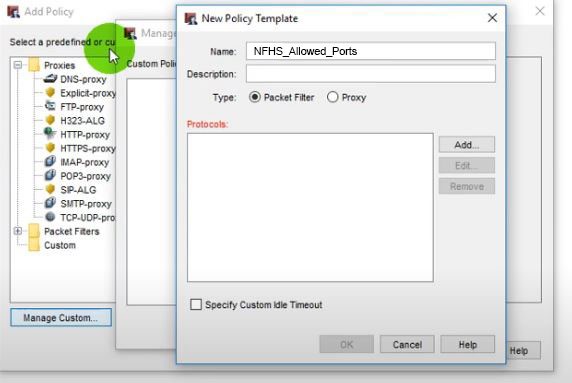 Add Policy
Select a predefined or cu
Proxies
DNS-proxy
Explicit-proxy
FTP-proxy
H323-ALG
HTTP-proxy
HTTPS-proxy
IMAP-proxy
POP3-proxy
SIP-ALG
SMTP-proxy
TCP-UDP-pro
Packet Filters
Custom
Manage Custom...
Help
Manage
Custom Polic
New Policy Template
Name: NFHS_Allowed_Ports
Description:
Type: Packet Filter Proxy
Protocols:
Add...
Edit...
Remove
Specify Custom Idle Timeout
OK Cancel Help